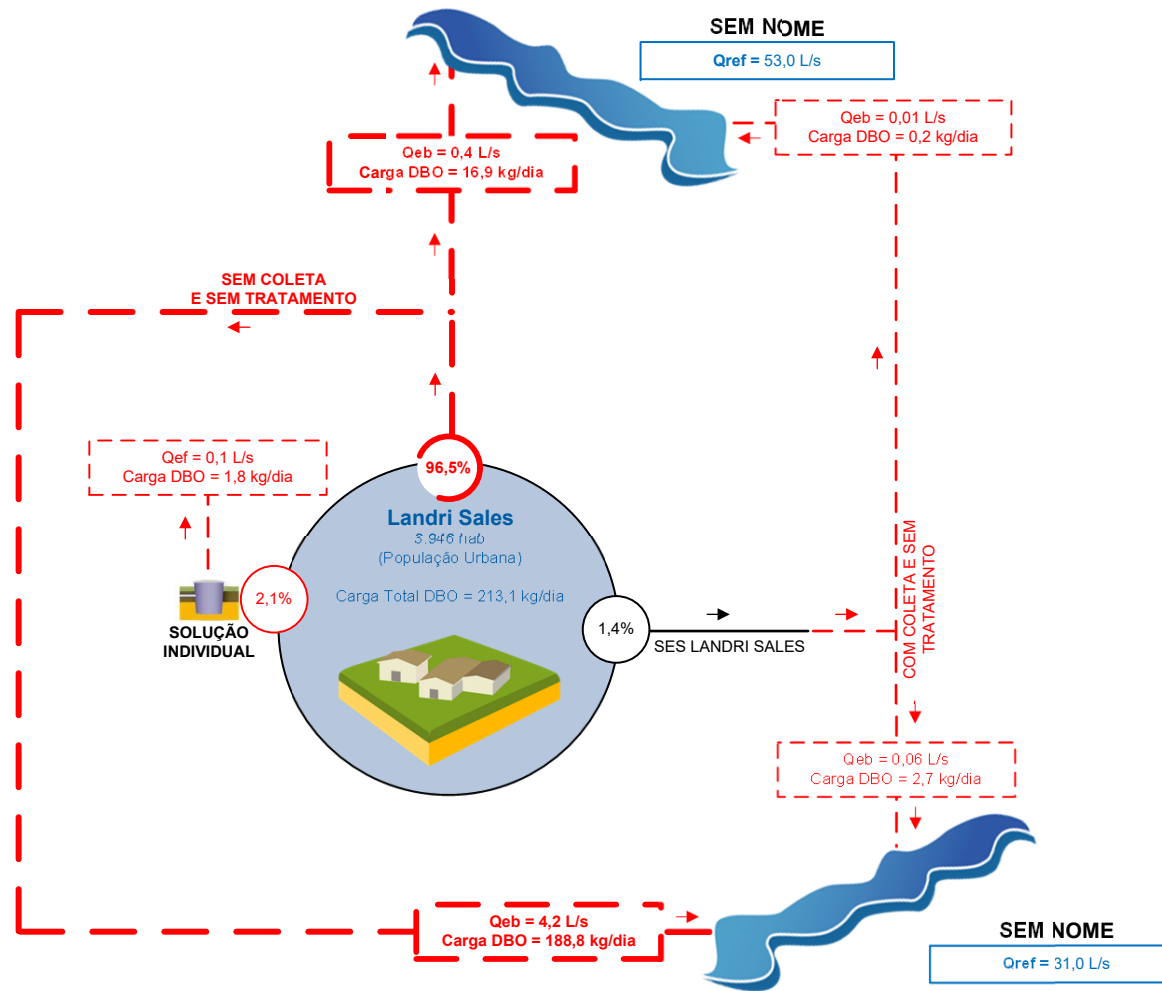 SEM NOME
Qref = 53,0 L/s
Qeb = 0,01 L/s
Carga DBO = 0,2 kg/dia
Qeb = 0,4 L/s
Carga DBO = 16,9 kg/dia
SEM COLETA
E SEM TRATAMENTO
Qef = 0,1 L/s
Carga DBO = 1,8 kg/dia
96,5%
Landri Sales
3.946 hab
(População Urbana)
Carga Total DBO = 213,1 kg/dia
2,1%
SOLUÇÃO
INDIVIDUAL
1,4%
SES LANDRI SALES
COM COLETA E SEM
TRATAMENTO
Qeb = 0,06 L/s
Carga DBO = 2,7 kg/dia
Qeb = 4,2 L/s
Carga DBO = 188,8 kg/dia
SEM NOME
Qref = 31,0 L/s